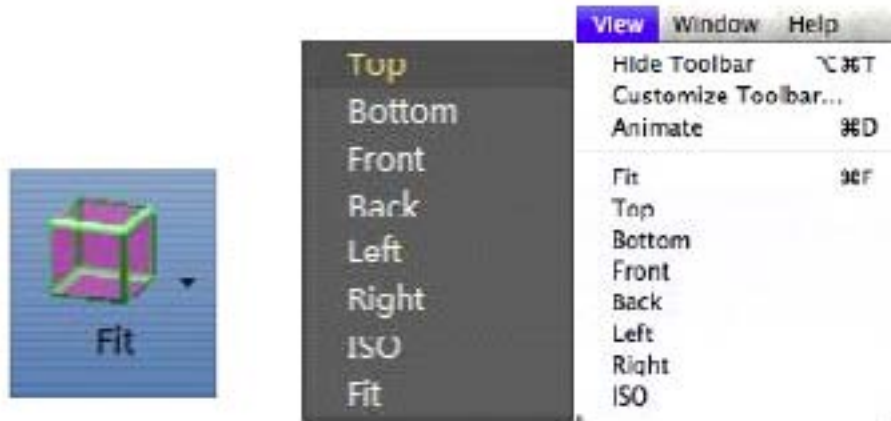 Fit
Top
Bottom
Front
Back
Left
Right
ISO
Fit
View Window Help
Hide Toolbar ⌥⌘T
Customize Toolbar...
Animate ⌘D
Fit ⌘F
Top
Bottom
Front
Back
Left
Right
ISO